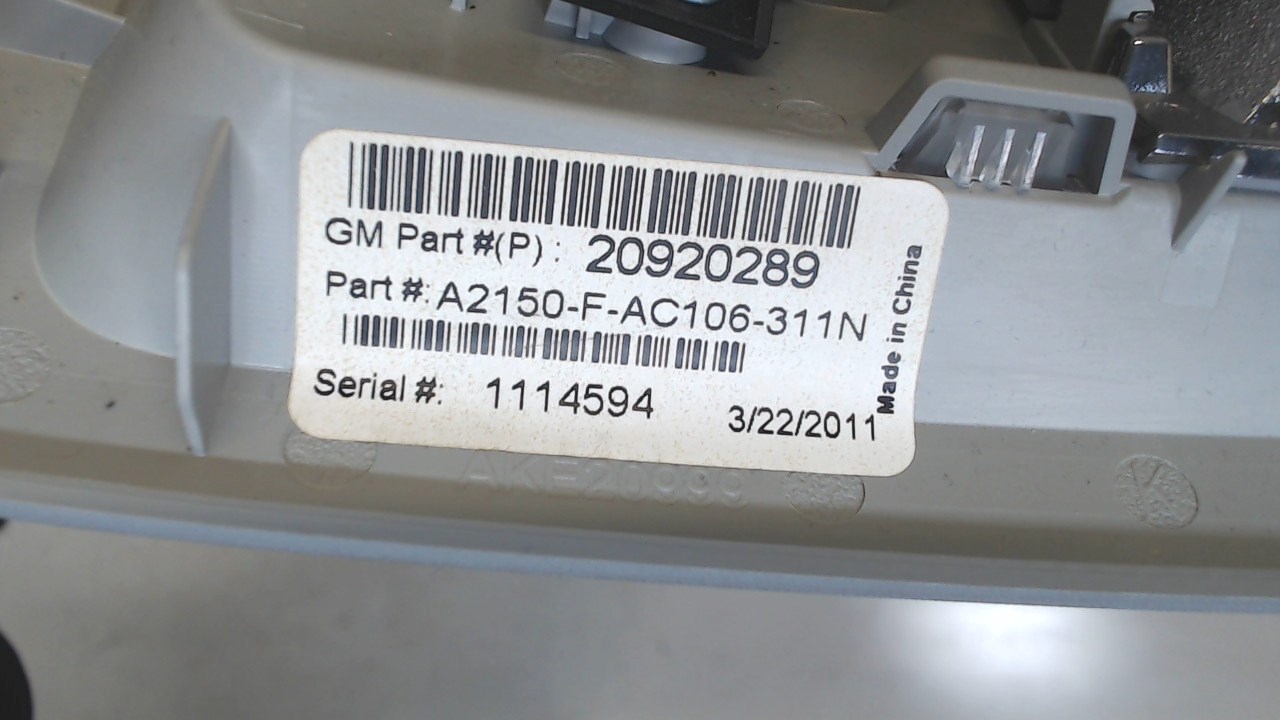 GM Part #(P) : 20920289
Part #: A2150-F-AC106-311N
Serial #: 1114594
3/22/2011
Made in China